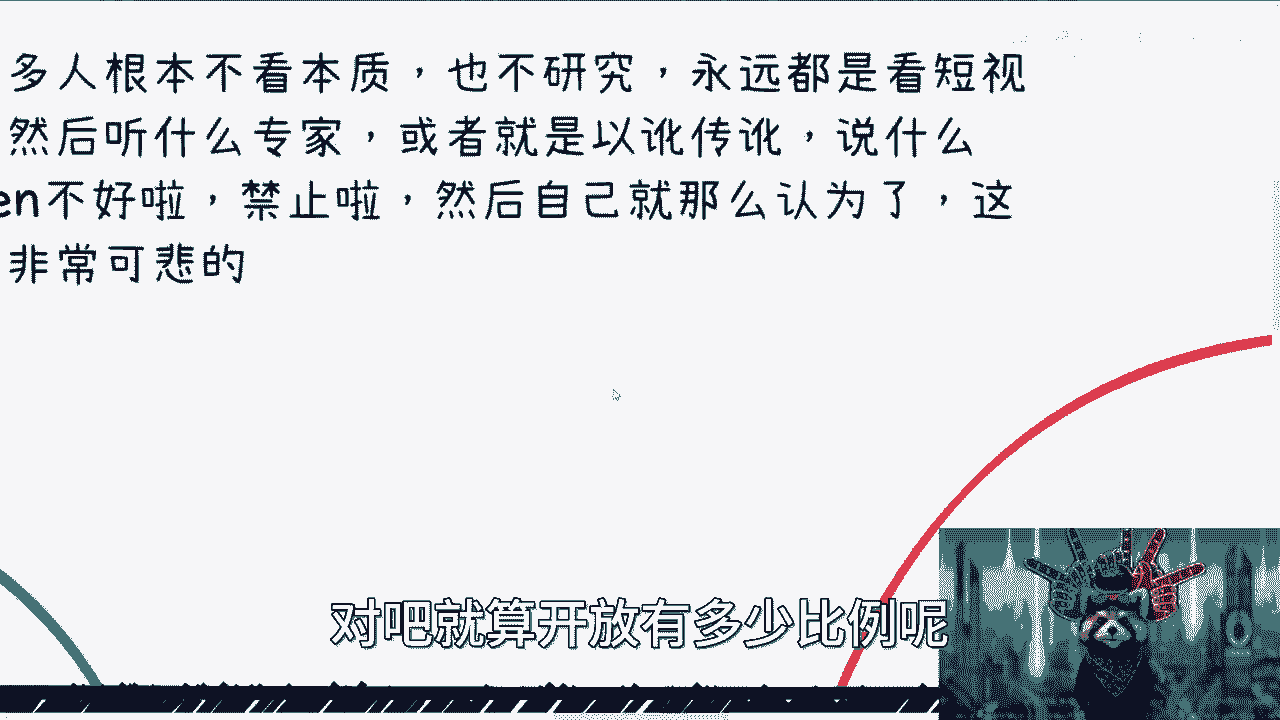 多人根本不看本质，也不研究，永远都是看短视
然后听什么专家，或者就是以讹传讹，说什么
en不好啦，禁止啦，然后自己就那么认为了，这
非常可悲的
对吧就算开放有多少比例呢